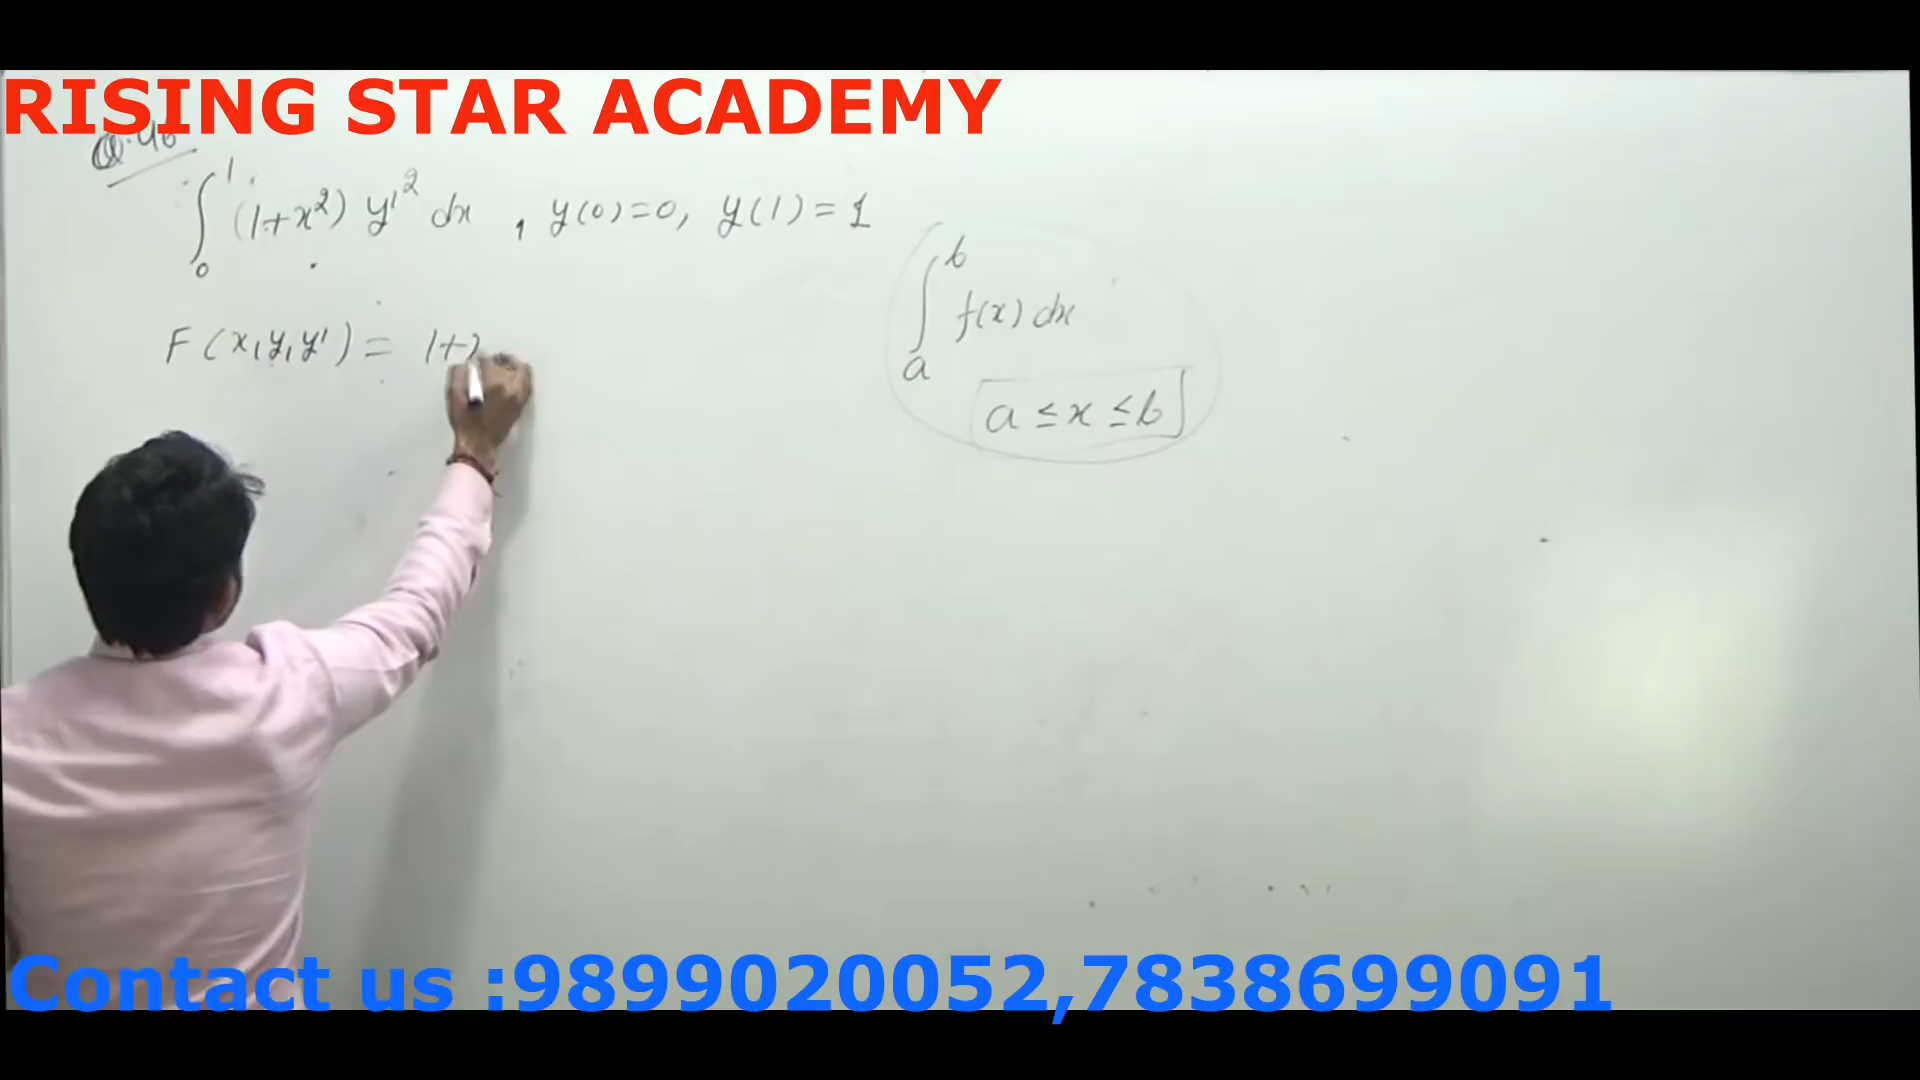 RISING STAR ACADEMY
Q.46
∫₀¹ (1+x²) y'² dx , y(0)=0, y(1)=1
∫ₐᵇ f(x) dx
a ≤ x ≤ b
F(x,y,y') = 1+
Contact us :9899020052,7838699091